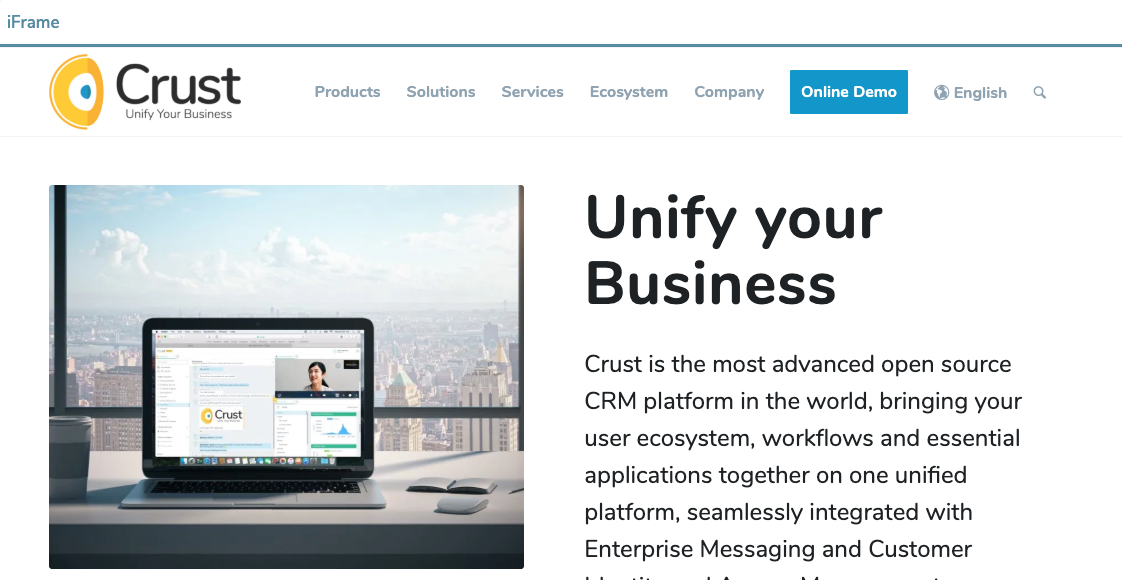 iFrame
Crust
Unify Your Business
Products
Solutions
Services
Ecosystem
Company
Online Demo
English
Unify your
Business
Crust
Crust is the most advanced open source
CRM platform in the world, bringing your
user ecosystem, workflows and essential
applications together on one unified
platform, seamlessly integrated with
Enterprise Messaging and Customer